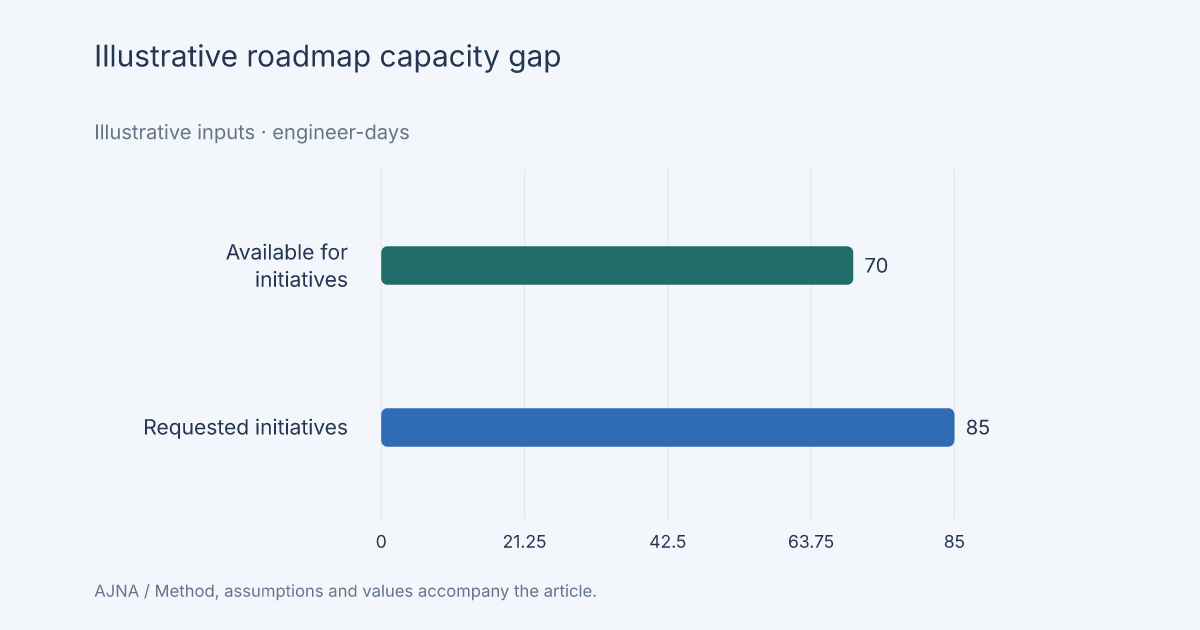 Illustrative roadmap capacity gap
Illustrative inputs · engineer-days
Available for
initiatives
70
Requested initiatives
85
0
21.25
42.5
63.75
85
AJNA / Method, assumptions and values accompany the article.